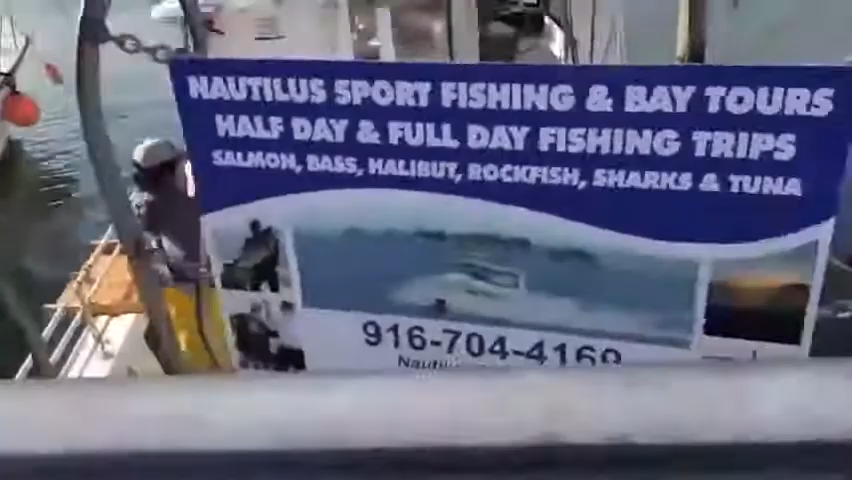 NAUTILUS SPORT FISHING & BAY TOURS
HALF DAY & FULL DAY FISHING TRIPS
SALMON, BASS, HALIBUT, ROCKFISH, SHARKS & TUNA
916-704-4169